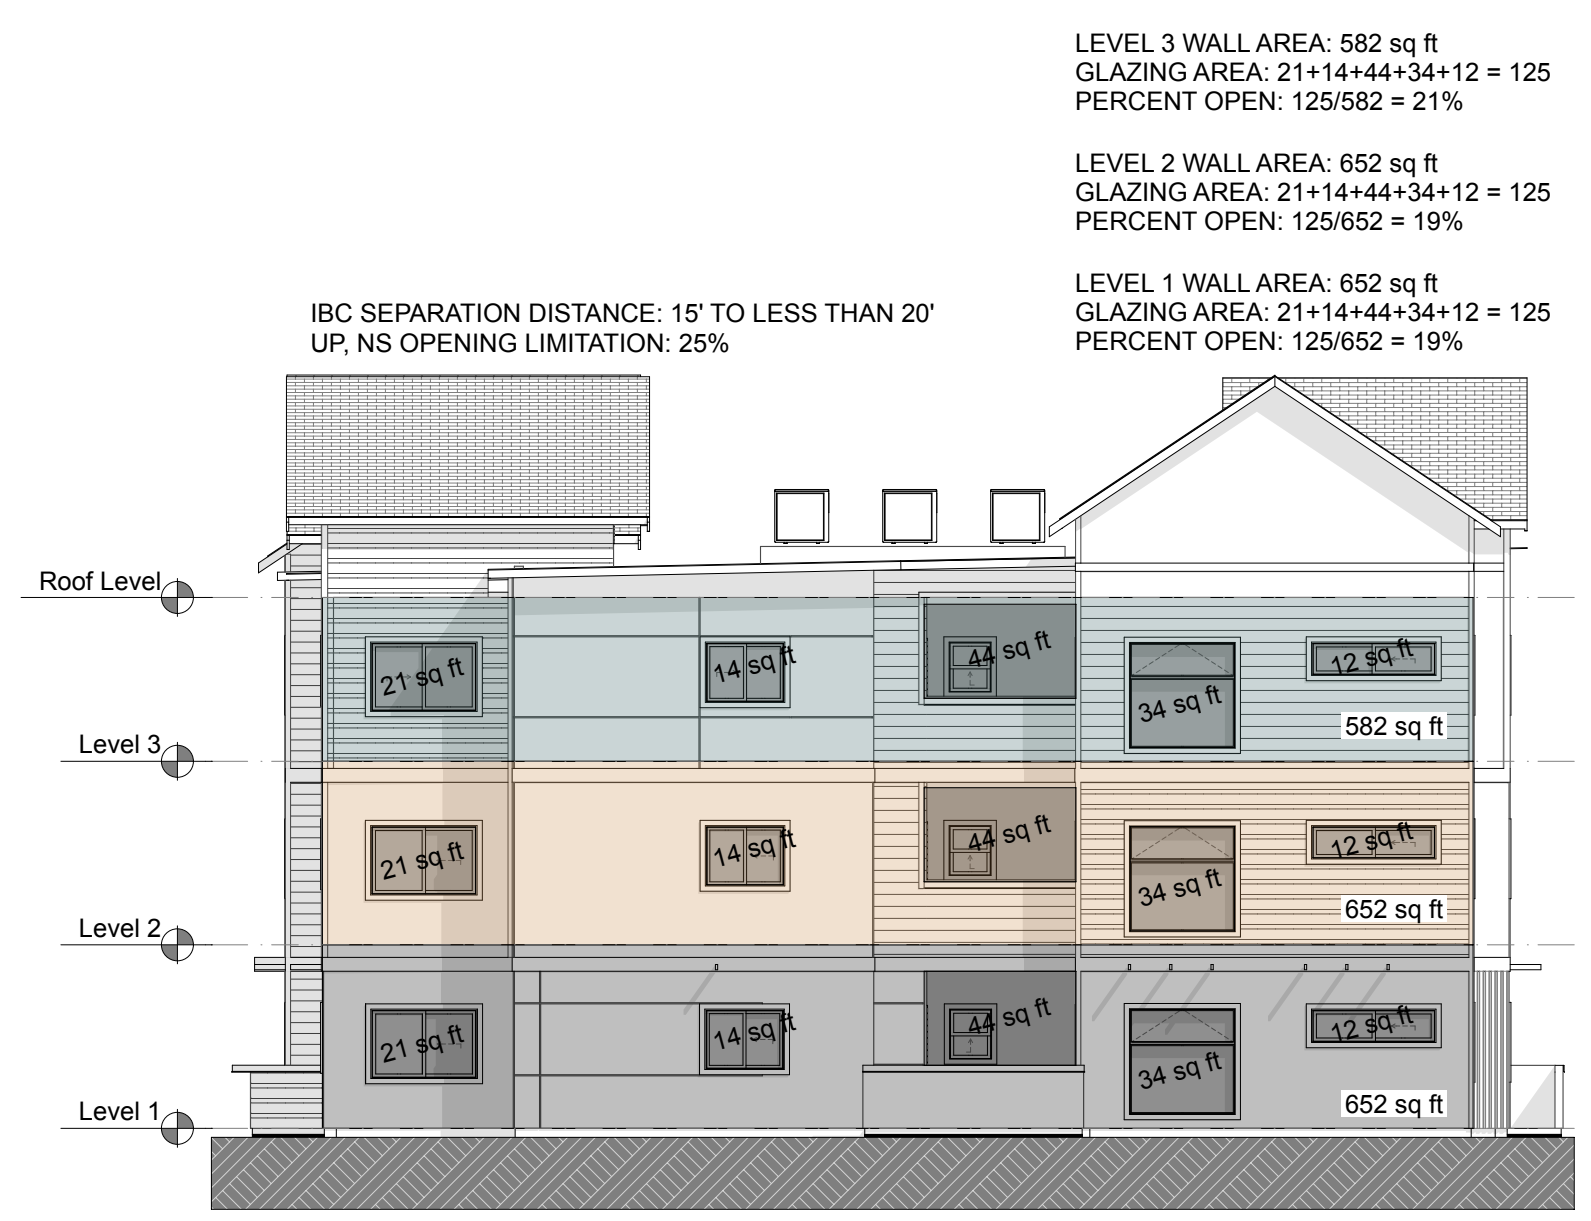 LEVEL 3 WALL AREA: 582 sq ft
GLAZING AREA: 21+14+44+34+12 = 125
PERCENT OPEN: 125/582 = 21%
LEVEL 2 WALL AREA: 652 sq ft
GLAZING AREA: 21+14+44+34+12 = 125
PERCENT OPEN: 125/652 = 19%
LEVEL 1 WALL AREA: 652 sq ft
GLAZING AREA: 21+14+44+34+12 = 125
PERCENT OPEN: 125/652 = 19%
IBC SEPARATION DISTANCE: 15' TO LESS THAN 20'
UP, NS OPENING LIMITATION: 25%
Roof Level
21 sq ft
14 sq ft
44 sq ft
34 sq ft
12 sq ft
582 sq ft
Level 3
21 sq ft
14 sq ft
44 sq ft
34 sq ft
12 sq ft
652 sq ft
Level 2
21 sq ft
14 sq ft
44 sq ft
34 sq ft
12 sq ft
652 sq ft
Level 1